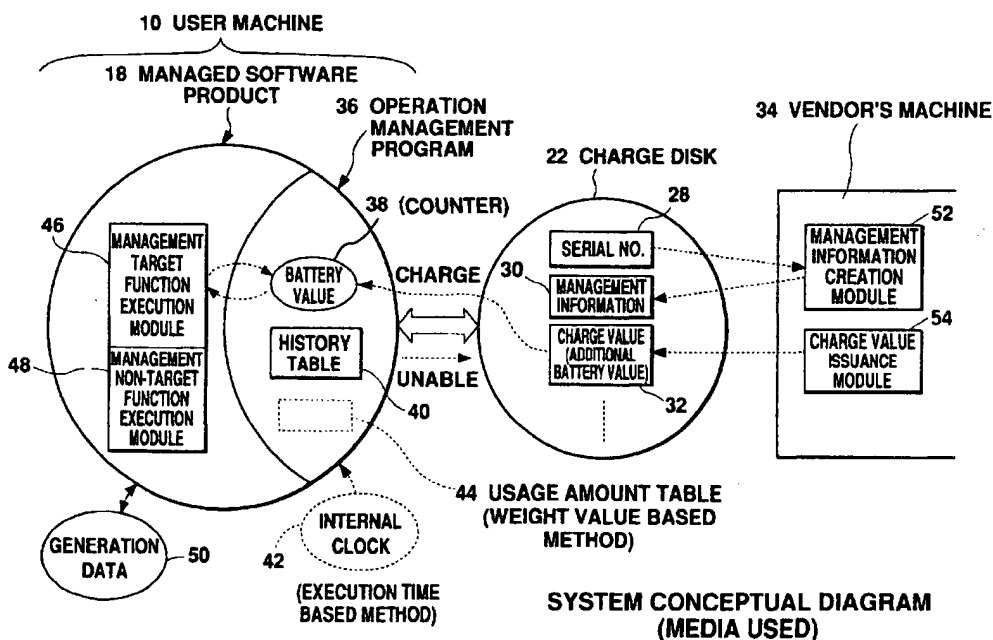 10 USER MACHINE
18 MANAGED SOFTWARE
PRODUCT
36 OPERATION
MANAGEMENT
PROGRAM
34 VENDOR'S MACHINE
22 CHARGE DISK
38 (COUNTER)
28
52
46
MANAGEMENT
TARGET
FUNCTION
EXECUTION
MODULE
BATTERY
VALUE
CHARGE
SERIAL NO.
30
MANAGEMENT
INFORMATION
MANAGEMENT
INFORMATION
CREATION
MODULE
54
48
MANAGEMENT
NON-TARGET
FUNCTION
EXECUTION
MODULE
HISTORY
TABLE
UNABLE
40
CHARGE VALUE
(ADDITIONAL
BATTERY VALUE)
32
CHARGE VALUE
ISSUANCE
MODULE
44 USAGE AMOUNT TABLE
(WEIGHT VALUE BASED
METHOD)
GENERATION
DATA
50
42
INTERNAL
CLOCK
(EXECUTION TIME
BASED METHOD)
SYSTEM CONCEPTUAL DIAGRAM
(MEDIA USED)